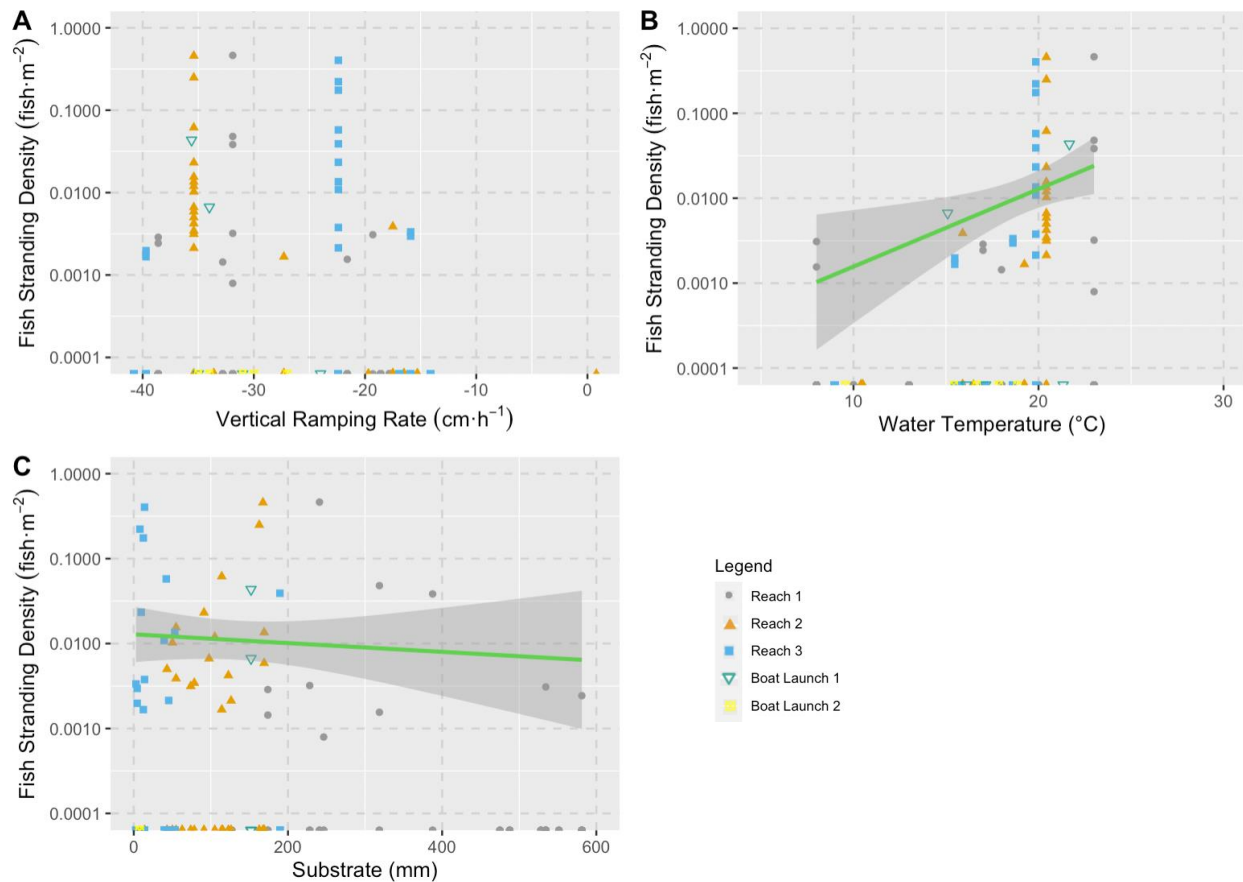 A
Fish Stranding Density (fish·m⁻²)
1.0000
0.1000
0.0100
0.0010
0.0001
-40 -30 -20 -10 0
Vertical Ramping Rate (cm·h⁻¹)
B
Fish Stranding Density (fish·m⁻²)
1.0000
0.1000
0.0100
0.0010
0.0001
10 20 30
Water Temperature (°C)
C
Fish Stranding Density (fish·m⁻²)
1.0000
0.1000
0.0100
0.0010
0.0001
0 200 400 600
Substrate (mm)
Legend
Reach 1
Reach 2
Reach 3
Boat Launch 1
Boat Launch 2